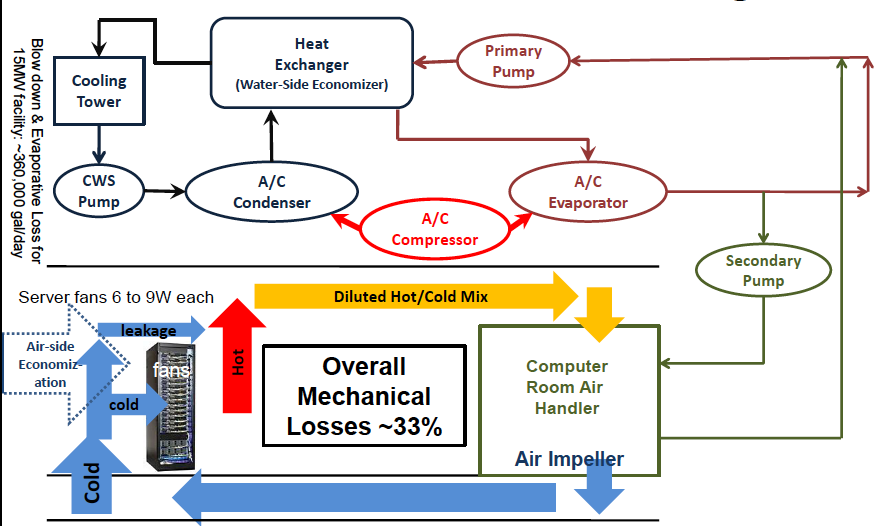 Blow down & Evaporative Loss for
15MW facility: ~360,000 gal/day
Cooling
Tower
Heat
Exchanger
(Water-Side Economizer)
Primary
Pump
CWS
Pump
A/C
Condenser
A/C
Compressor
A/C
Evaporator
Secondary
Pump
Server fans 6 to 9W each
Diluted Hot/Cold Mix
leakage
Air-side
Economiz-
ation
fans
cold
Hot
Overall
Mechanical
Losses ~33%
Computer
Room Air
Handler
Air Impeller
Cold